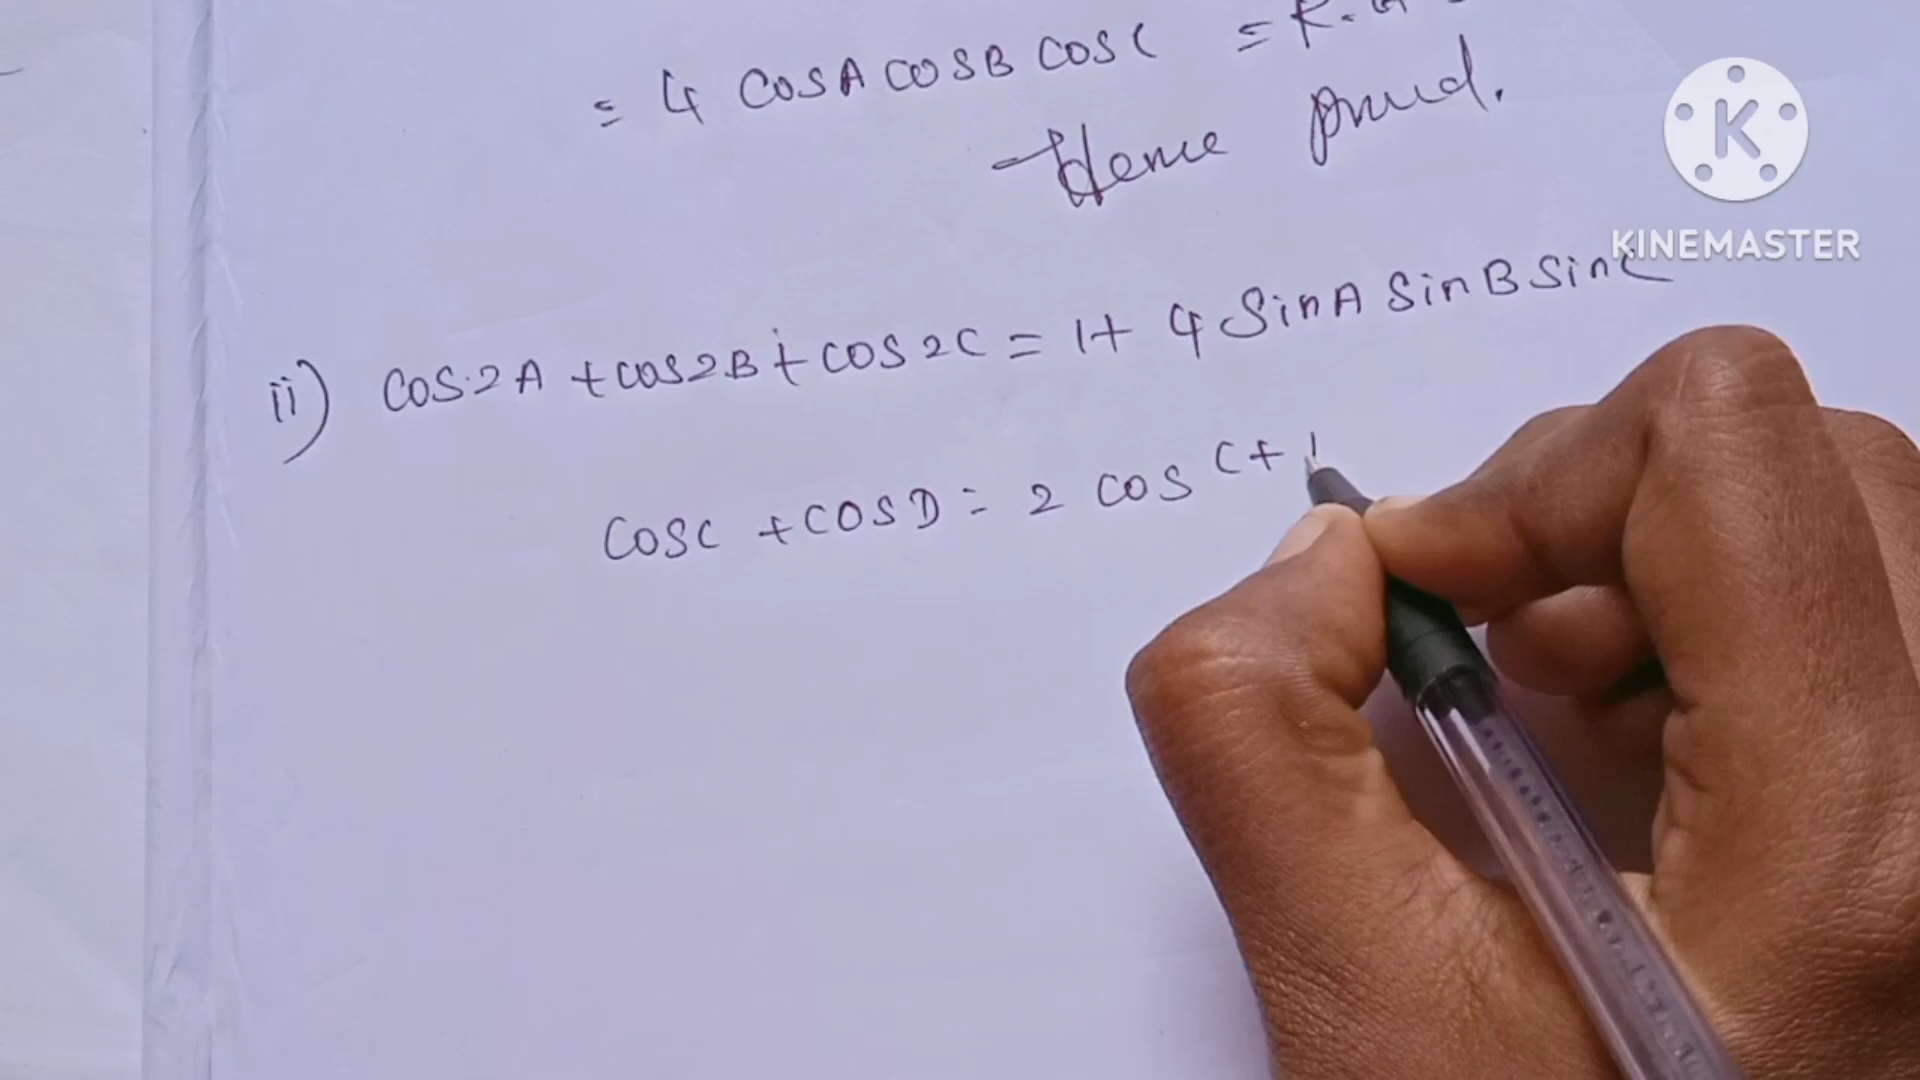 = 4 COSA COSB COSC = R.H
Hence proved.
K
KINEMASTER
ii) COS2A + COS2B + COS2C = 1 + 4 SinA SinB SinC
COSC + COSD = 2 COS C+